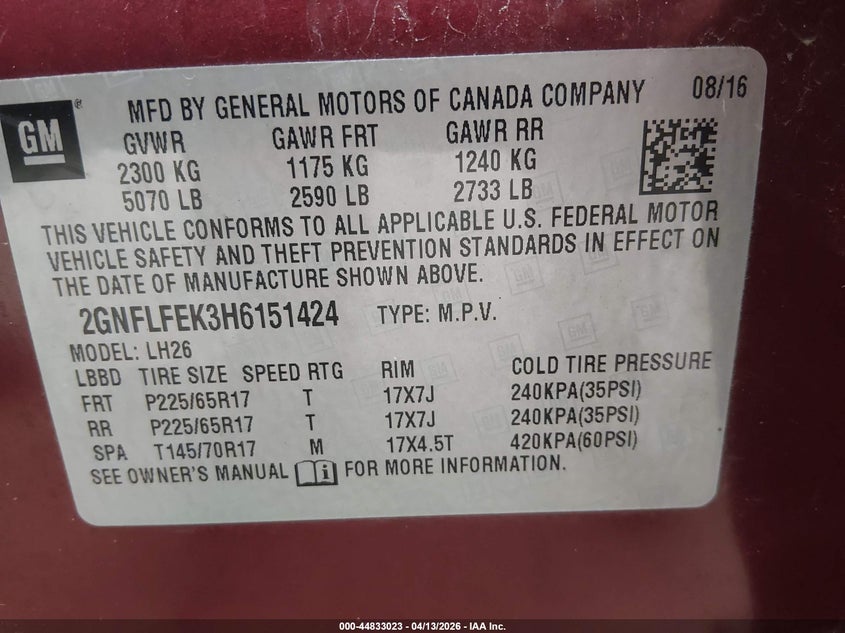 GM
MFD BY GENERAL MOTORS OF CANADA COMPANY 08/16
GVWR GAWR FRT GAWR RR
2300 KG 1175 KG 1240 KG
5070 LB 2590 LB 2733 LB
THIS VEHICLE CONFORMS TO ALL APPLICABLE U.S. FEDERAL MOTOR
VEHICLE SAFETY AND THEFT PREVENTION STANDARDS IN EFFECT ON
THE DATE OF MANUFACTURE SHOWN ABOVE.
2GNFLFEK3H6151424 TYPE: M.P.V.
MODEL: LH26
LBBD TIRE SIZE SPEED RTG RIM COLD TIRE PRESSURE
FRT P225/65R17 T 17X7J 240KPA(35PSI)
RR P225/65R17 T 17X7J 240KPA(35PSI)
SPA T145/70R17 M 17X4.5T 420KPA(60PSI)
SEE OWNER'S MANUAL i FOR MORE INFORMATION.
000-44833023 - 04/13/2026 - IAA Inc.